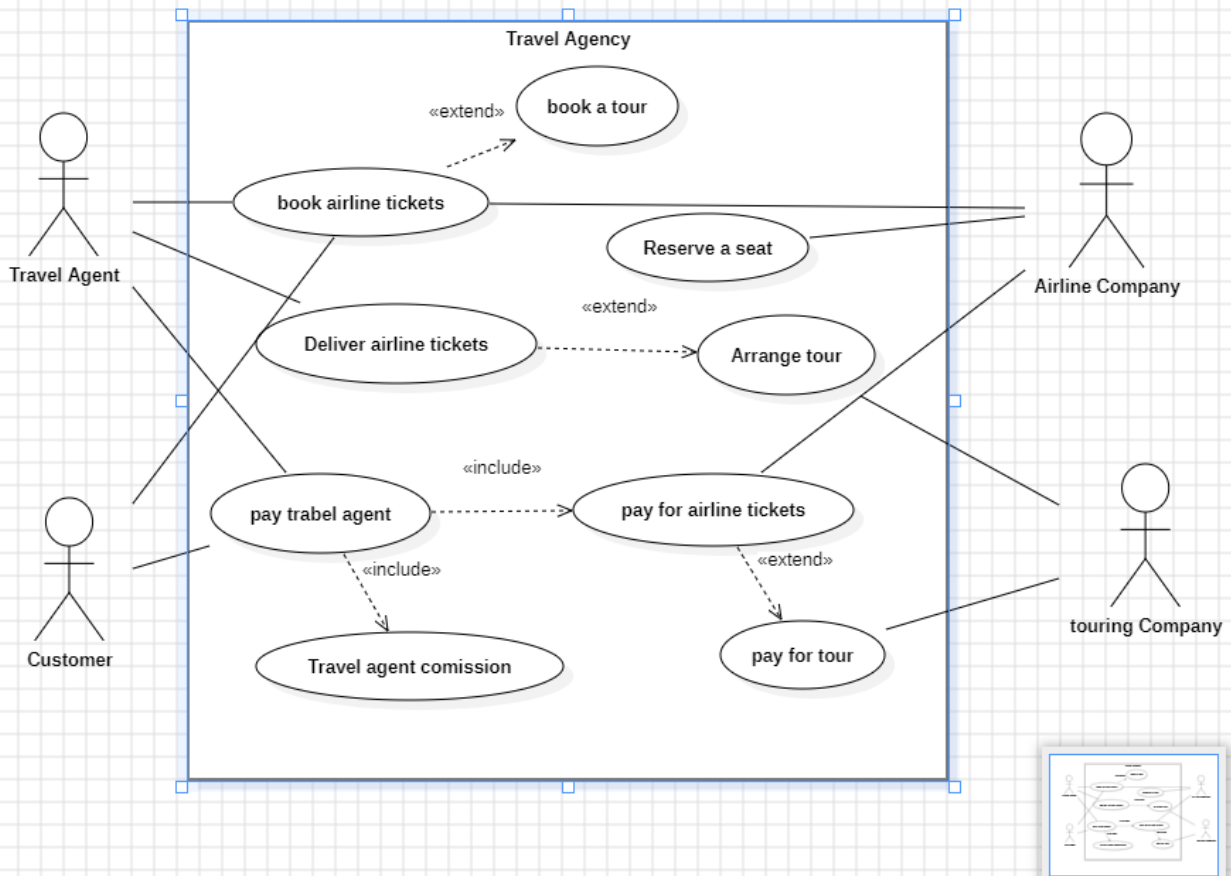 Travel Agency
book a tour
«extend»
book airline tickets
Reserve a seat
Travel Agent
Airline Company
«extend»
Deliver airline tickets
Arrange tour
«include»
pay trabel agent
pay for airline tickets
«extend»
«include»
touring Company
Customer
Travel agent comission
pay for tour